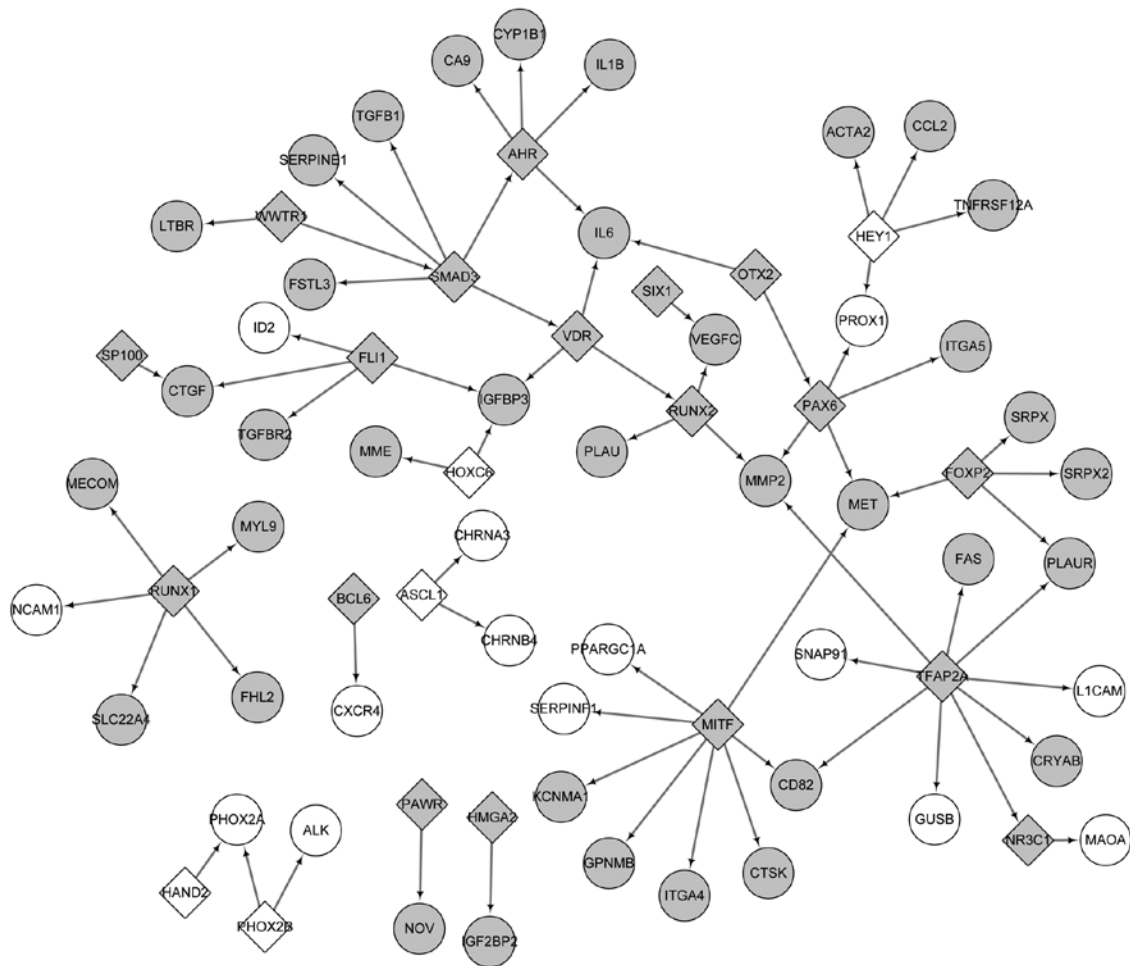 CYP1B1
CA9
IL1B
TGFB1
ACTA2
CCL2
AHR
SERPINE1
TNFRSF12A
LTBR
WWTR1
IL6
HEY1
FSTL3
SMAD3
OTX2
SIX1
ID2
PROX1
VDR
VEGFC
ITGA5
SP100
FLI1
CTGF
IGFBP3
RUNX2
PAX6
SRPX
TGFBR2
MME
HOXC6
PLAU
MMP2
FOXP2
SRPX2
MECOM
MET
MYL9
CHRNA3
FAS
PLAUR
RUNX1
BCL6
ASCL1
NCAM1
CHRNB4
PPARGC1A
SNAP91
TFAP2A
L1CAM
SLC22A4
FHL2
CXCR4
SERPINF1
MITF
CRYAB
KCNMA1
CD82
PHOX2A
ALK
PAWR
HMGA2
GUSB
NR3C1
MAOA
GPNMB
CTSK
HAND2
ITGA4
PHOX2B
NOV
IGF2BP2